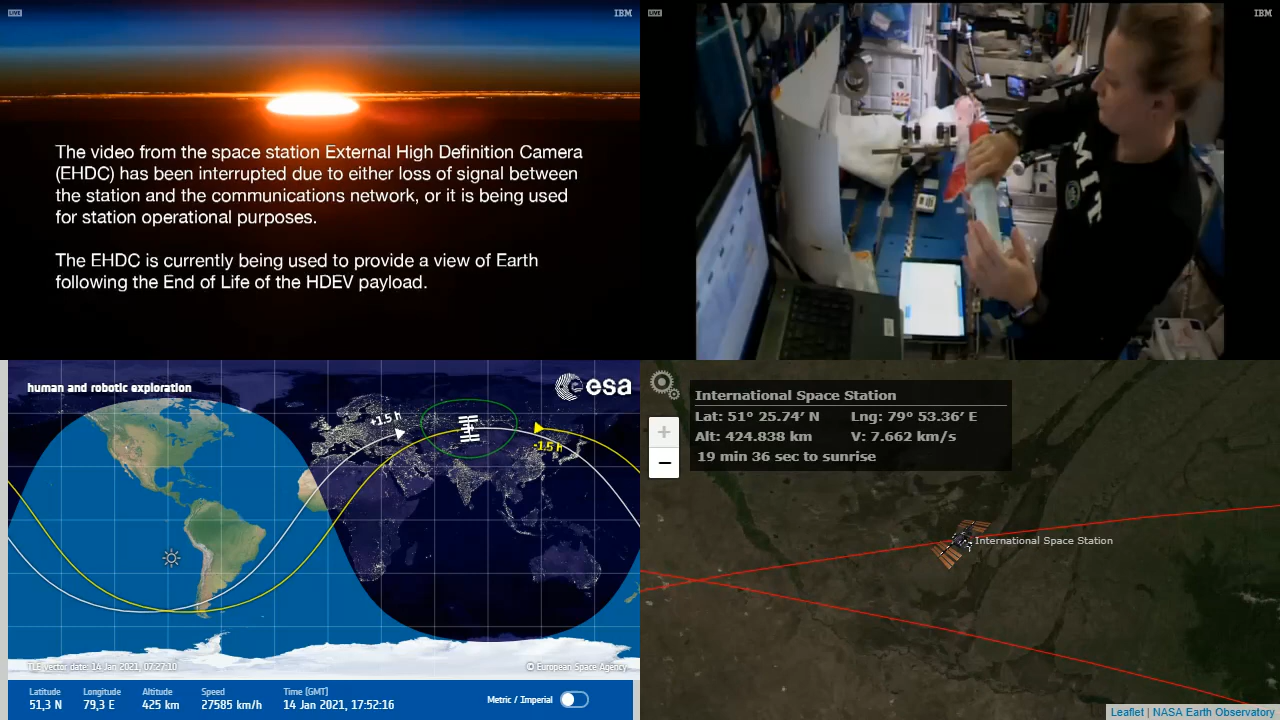 LIVE
IBM
The video from the space station External High Definition Camera
(EHDC) has been interrupted due to either loss of signal between
the station and the communications network, or it is being used
for station operational purposes.
The EHDC is currently being used to provide a view of Earth
following the End of Life of the HDEV payload.
LIVE
IBM
MIT
human and robotic exploration
esa
+1.5 h
-1.5 h
TLE vector date: 14 Jan 2021, 07:27:10
© European Space Agency
Latitude Longitude Altitude Speed Time (GMT)
51,3 N 79,3 E 425 km 27585 km/h 14 Jan 2021, 17:52:16
Metric / Imperial
International Space Station
Lat: 51° 25.74′ N Lng: 79° 53.36′ E
Alt: 424.838 km V: 7.662 km/s
19 min 36 sec to sunrise
+
−
International Space Station
Leaflet | NASA Earth Observatory